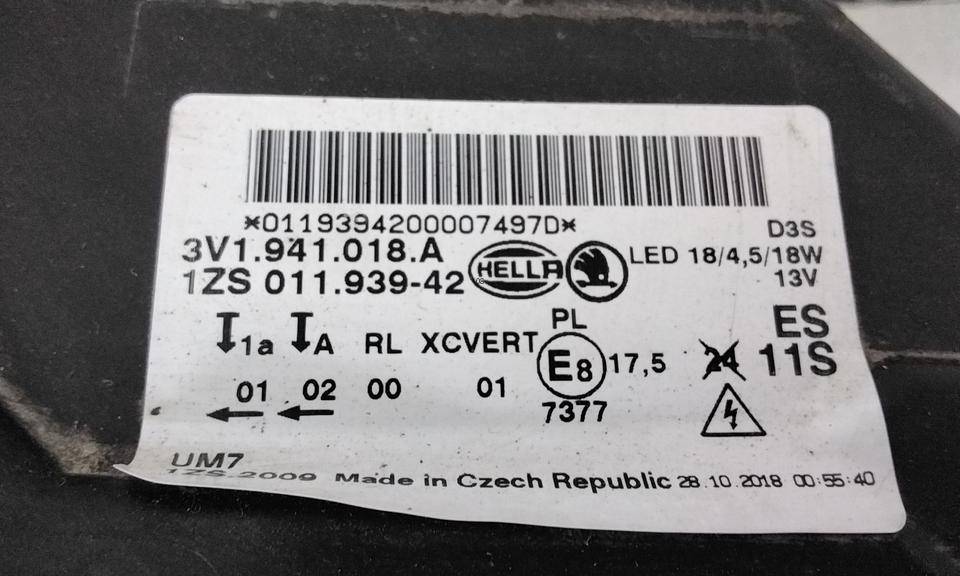 *0119394200007497D*
D3S
3V1.941.018.A
HELLA
LED 18/4,5/18W
1ZS 011.939-42
13V
PL
ES
1a A RL XCVERT E8 17,5 24 11S
01 02 00 01
7377
UM7
1ZS.2009 Made in Czech Republic 28.10.2018 00:55:40